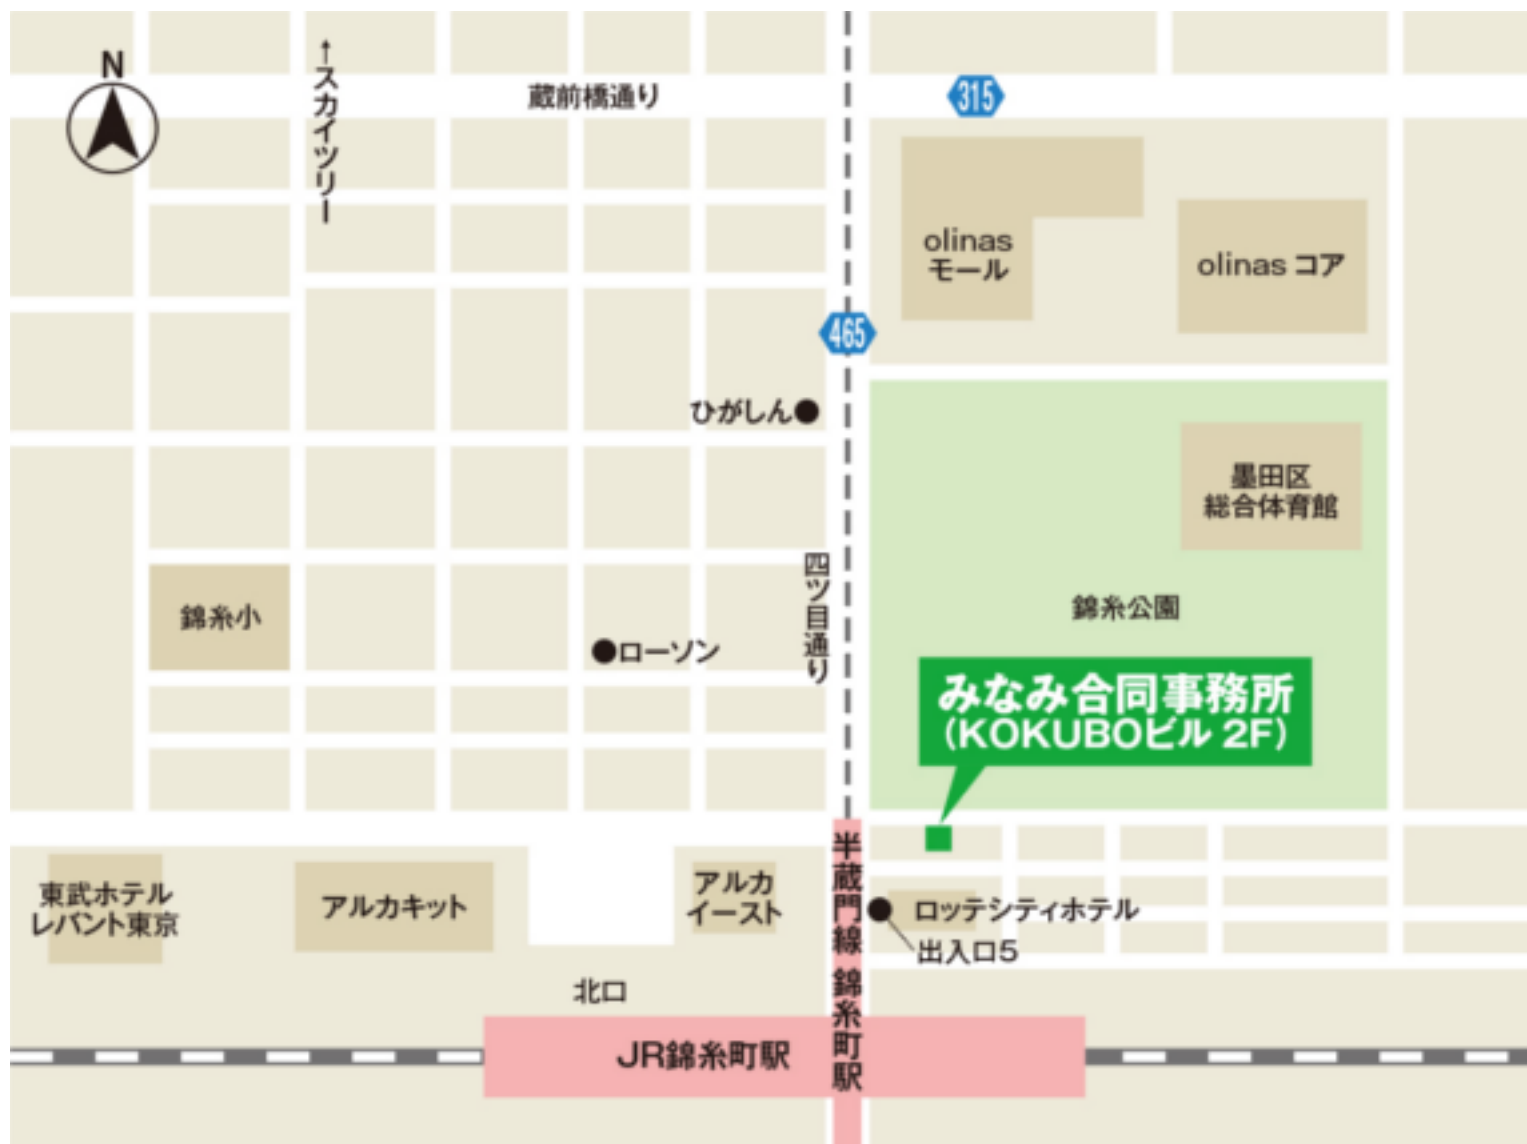 N
↑スカイツリー
蔵前橋通り
315
olinas
モール
olinas コア
465
ひがしん
墨田区
総合体育館
四ツ目通り
錦糸公園
錦糸小
ローソン
みなみ合同事務所
(KOKUBOビル 2F)
東武ホテル
レバント東京
アルカキット
アルカ
イースト
半蔵門線 錦糸町駅
ロッテシティホテル
出入口5
北口
JR錦糸町駅